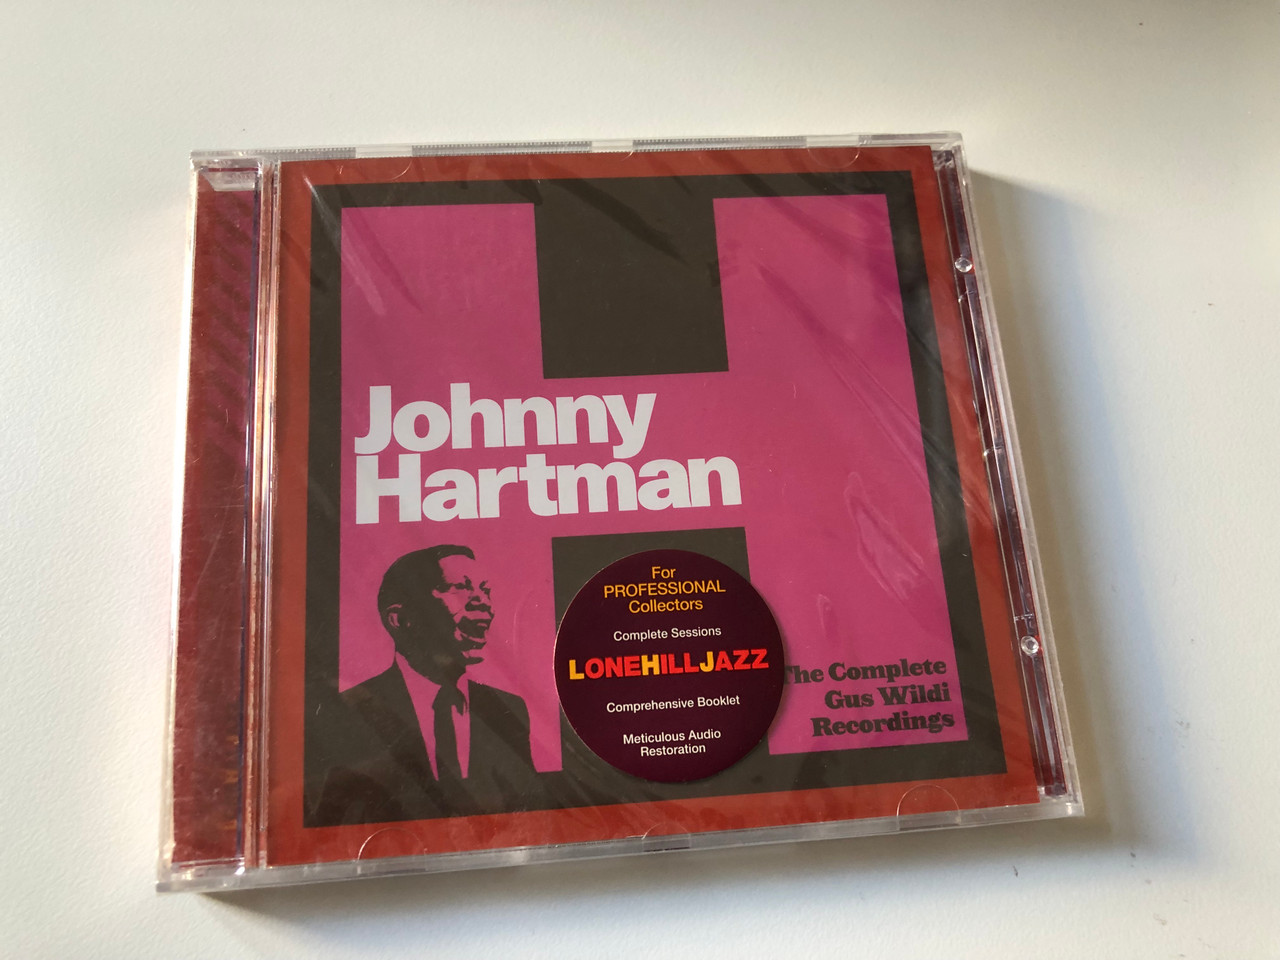 Johnny
Hartman
For
PROFESSIONAL
Collectors
Complete Sessions
LONEHILLJAZZ
Comprehensive Booklet
Meticulous Audio
Restoration
The Complete
Gus Wildi
Recordings